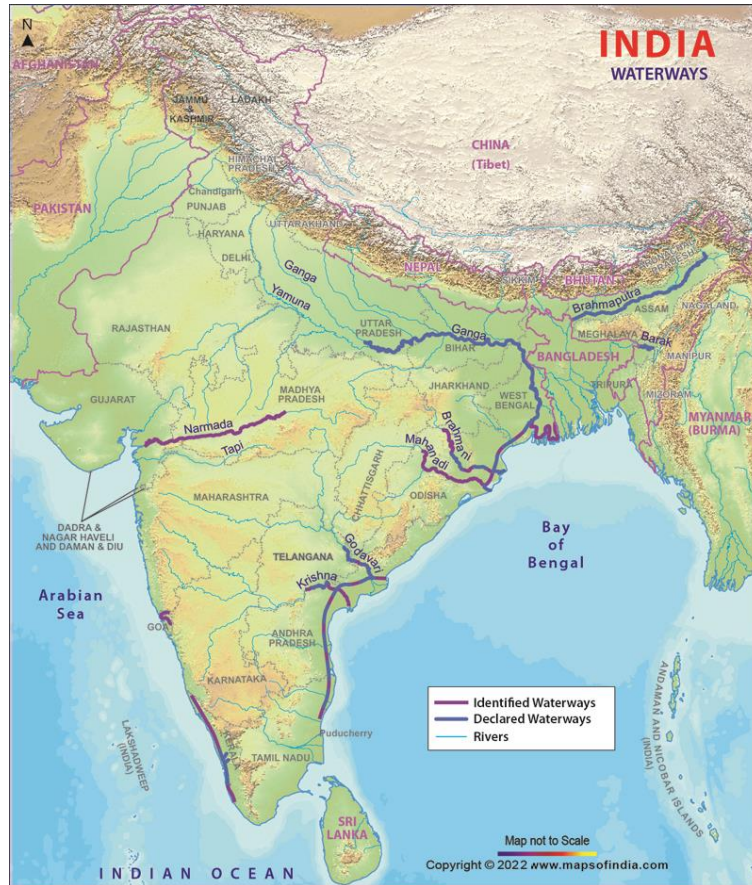 N
INDIA
WATERWAYS
AFGHANISTAN
JAMMU
&
KASHMIR
LADAKH
CHINA
(Tibet)
HIMACHAL
PRADESH
Chandigarh
PUNJAB
PAKISTAN
UTTARAKHAND
HARYANA
DELHI
NEPAL
SIKKIM
BHUTAN
ARUNACHAL
PRADESH
Ganga
Yamuna
Brahmaputra
ASSAM
NAGALAND
RAJASTHAN
UTTAR
PRADESH
Ganga
BIHAR
MEGHALAYA
Barak
MANIPUR
BANGLADESH
GUJARAT
MADHYA
PRADESH
JHARKHAND
WEST
BENGAL
TRIPURA
MIZORAM
MYANMAR
(BURMA)
Narmada
Tapi
Brahmani
Mahanadi
CHHATTISGARH
ODISHA
MAHARASHTRA
DADRA &
NAGAR HAVELI
AND DAMAN & DIU
Bay
of
Bengal
TELANGANA
Godavari
Krishna
Arabian
Sea
GOA
ANDHRA
PRADESH
KARNATAKA
Identified Waterways
Declared Waterways
Rivers
ANDAMAN AND NICOBAR ISLANDS
(INDIA)
LAKSHADWEEP
(INDIA)
Puducherry
KERALA
TAMIL NADU
SRI
LANKA
Map not to Scale
Copyright © 2022 www.mapsofindia.com
INDIAN OCEAN